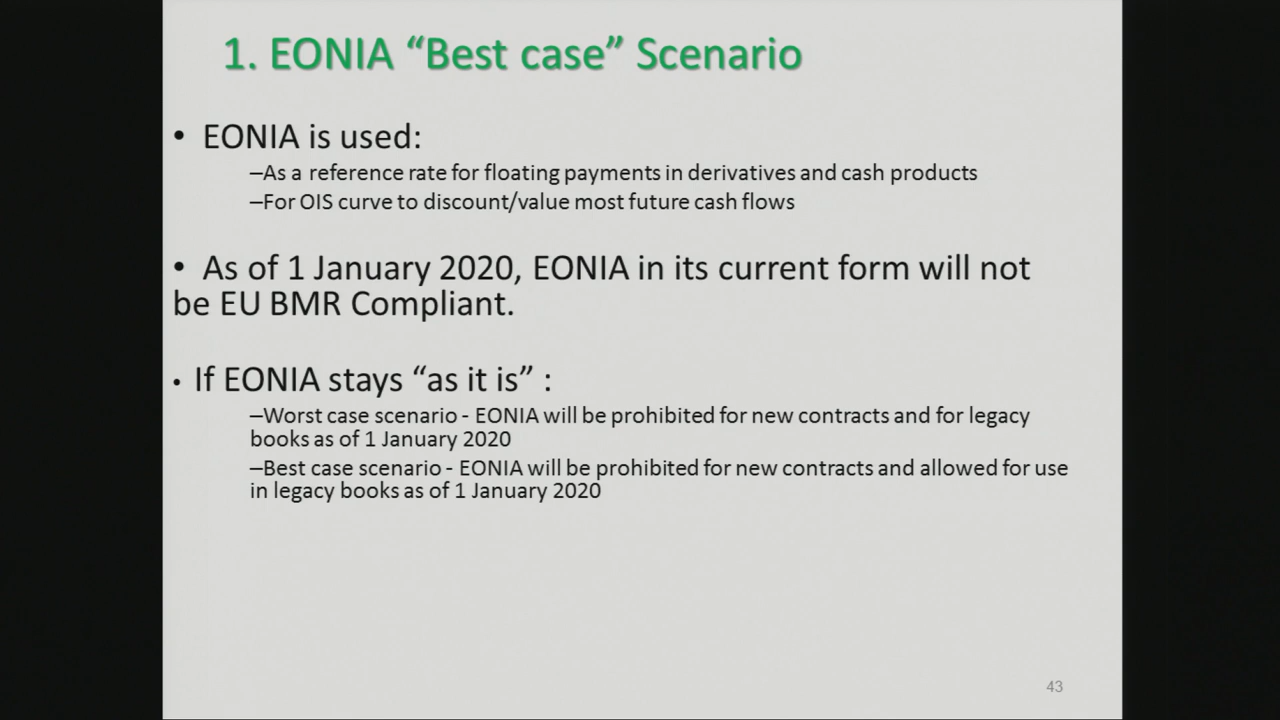 1. EONIA “Best case” Scenario
• EONIA is used:
–As a reference rate for floating payments in derivatives and cash products
–For OIS curve to discount/value most future cash flows
• As of 1 January 2020, EONIA in its current form will not
be EU BMR Compliant.
• If EONIA stays “as it is” :
–Worst case scenario - EONIA will be prohibited for new contracts and for legacy
books as of 1 January 2020
–Best case scenario - EONIA will be prohibited for new contracts and allowed for use
in legacy books as of 1 January 2020
43